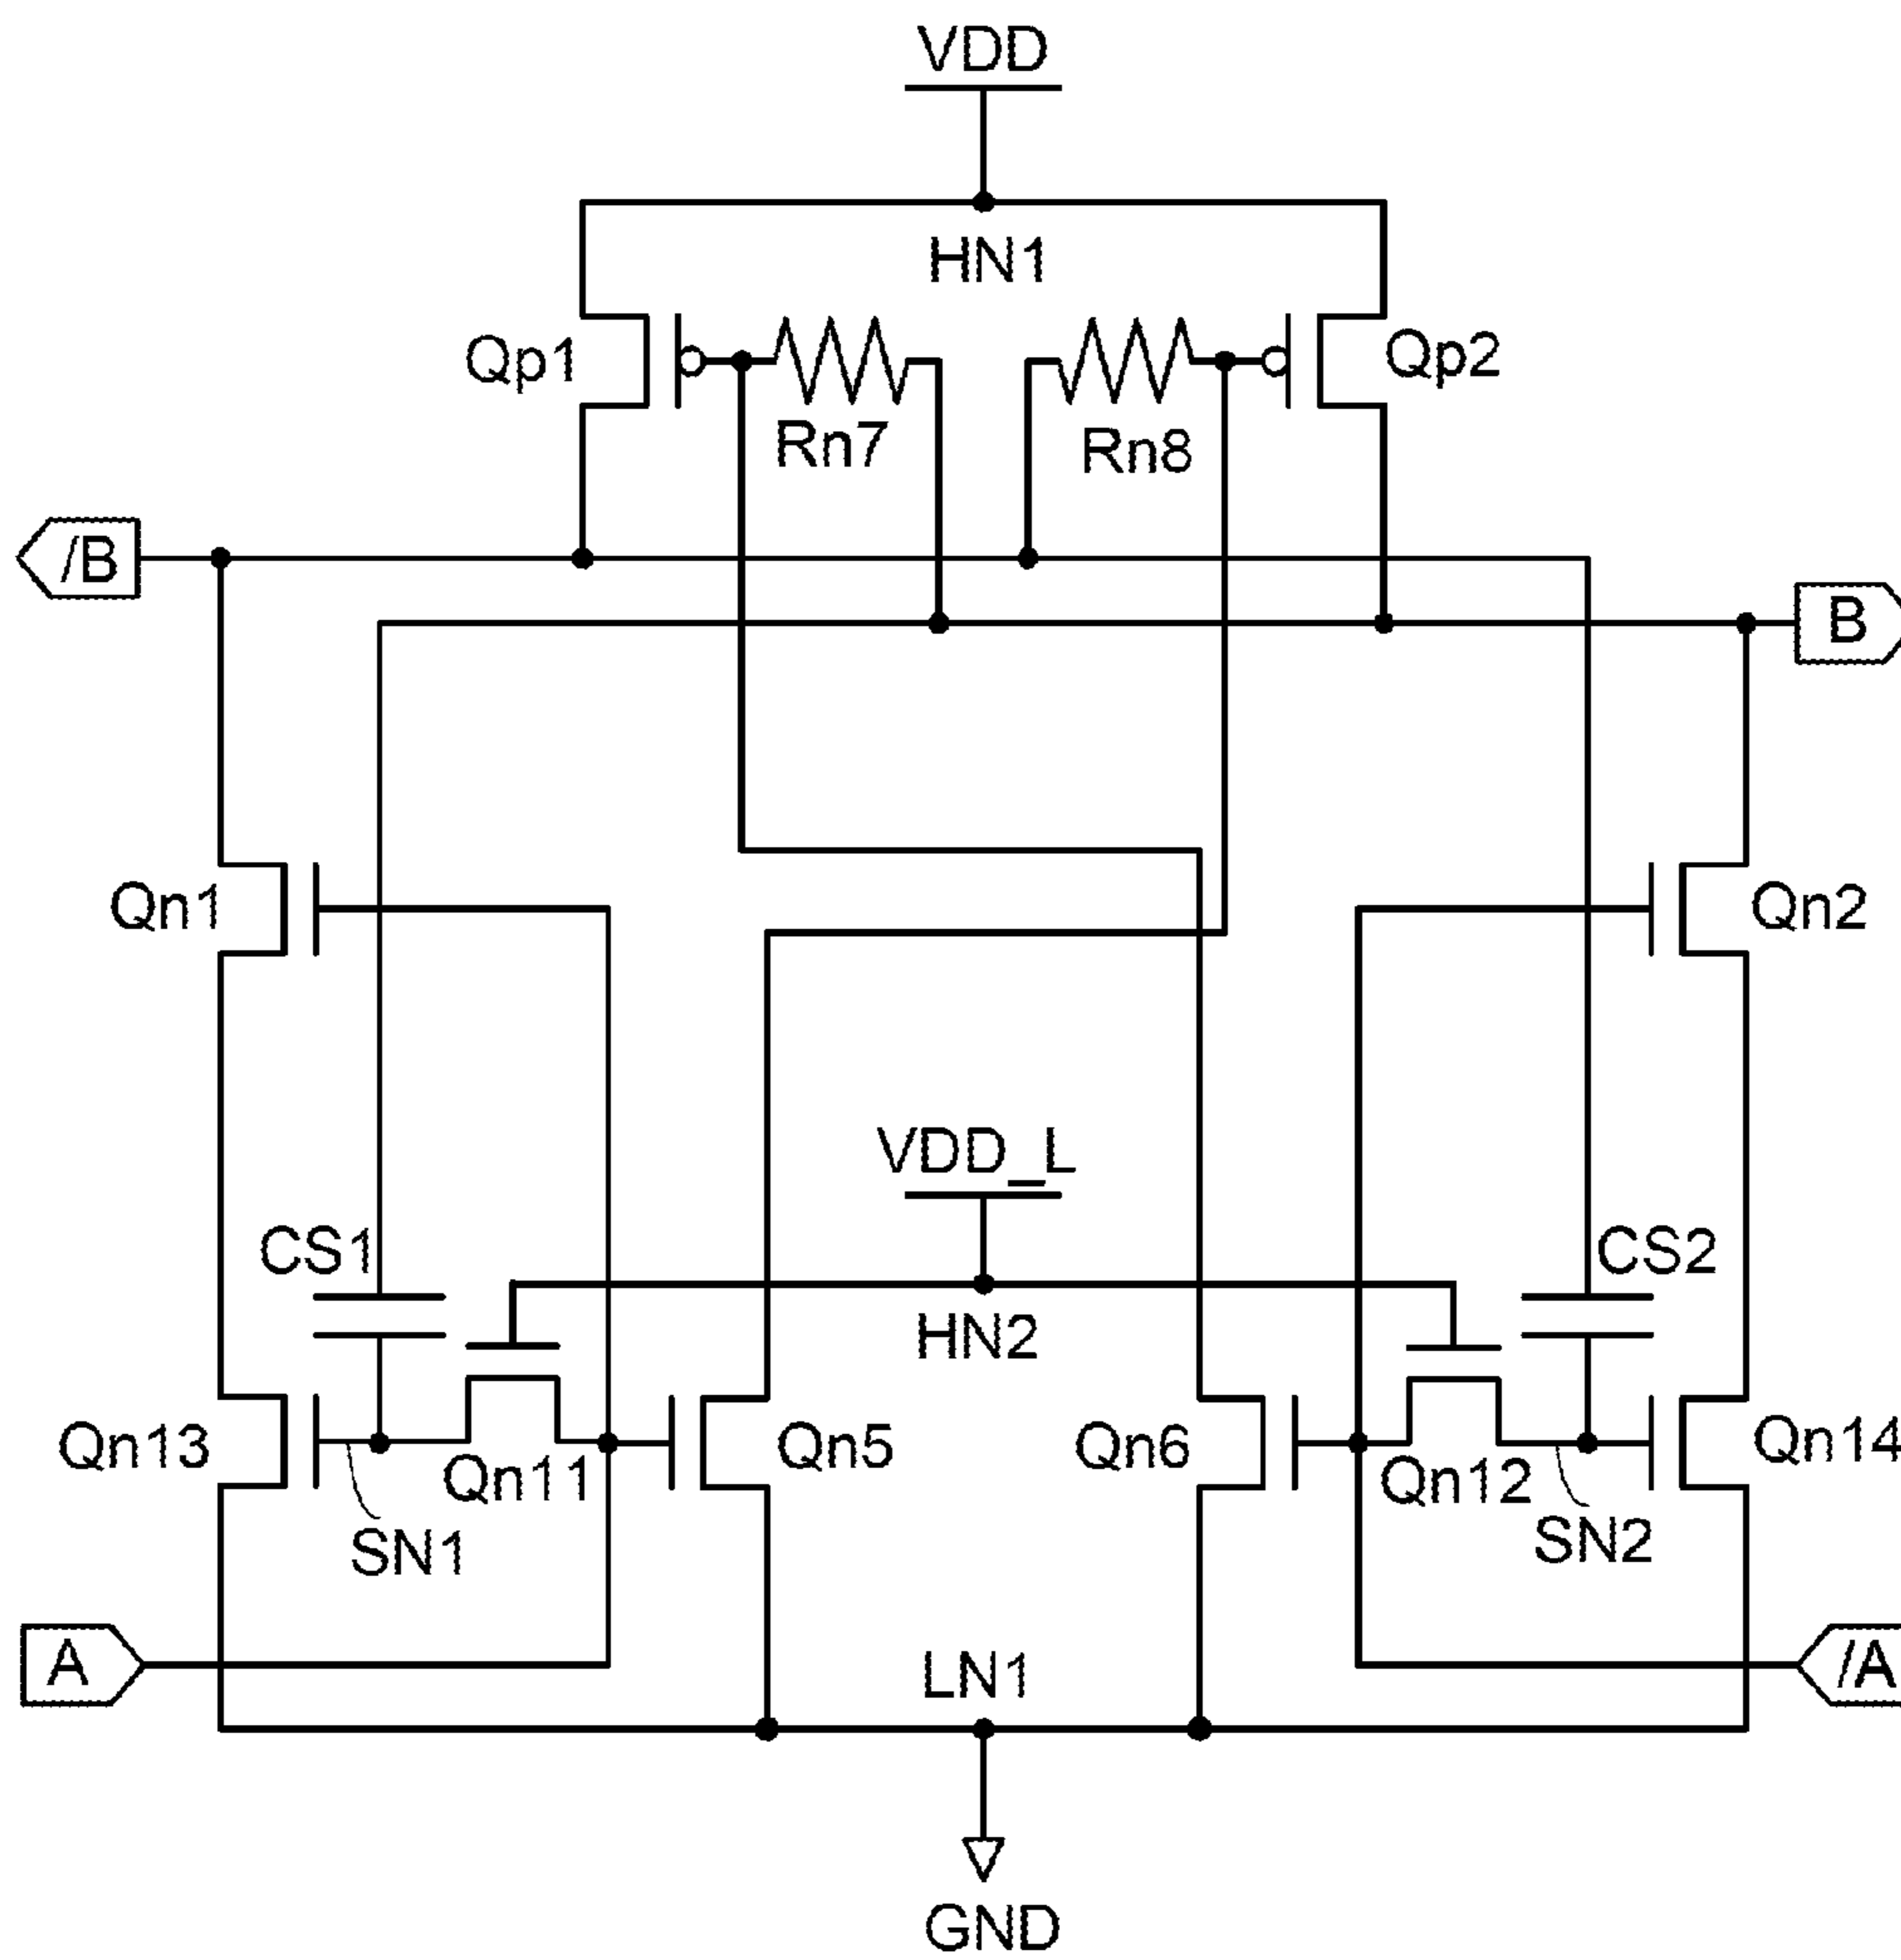 VDD
HN1
Qp1
Qp2
Rn7
Rn8
/B
B
Qn1
Qn2
VDD_L
CS1
CS2
HN2
Qn13
Qn11
Qn5
Qn6
Qn12
Qn14
SN1
SN2
A
LN1
/A
GND